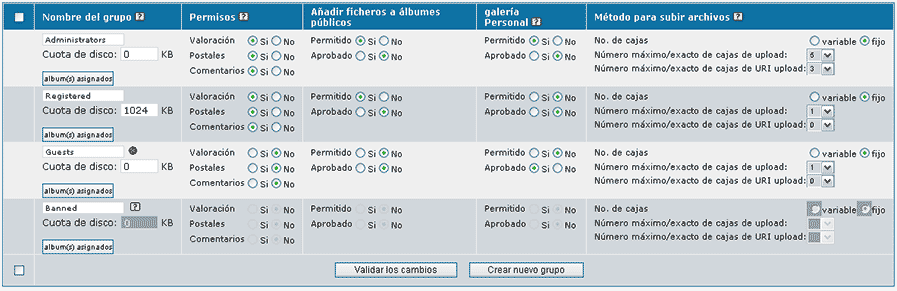 Nombre del grupo ? Permisos ? Añadir ficheros a álbumes públicos galería Personal ? Método para subir archivos ?
Administrators Valoración Si No Permitido Si No Permitido Si No No. de cajas variable fijo
Cuota de disco: 0 KB Postales Si No Aprobado Si No Aprobado Si No Número máximo/exacto de cajas de upload: 6
album(s) asignados Comentarios Si No Número máximo/exacto de cajas de URI upload: 3
Registered Valoración Si No Permitido Si No Permitido Si No No. de cajas variable fijo
Cuota de disco: 1024 KB Postales Si No Aprobado Si No Aprobado Si No Número máximo/exacto de cajas de upload: 1
album(s) asignados Comentarios Si No Número máximo/exacto de cajas de URI upload: 0
Guests Valoración Si No Permitido Si No Permitido Si No No. de cajas variable fijo
Cuota de disco: 0 KB Postales Si No Aprobado Si No Aprobado Si No Número máximo/exacto de cajas de upload: 1
album(s) asignados Comentarios Si No Número máximo/exacto de cajas de URI upload: 0
Banned ? Valoración Si No Permitido Si No Permitido Si No No. de cajas variable fijo
Cuota de disco: 0 KB Postales Si No Aprobado Si No Aprobado Si No Número máximo/exacto de cajas de upload:
album(s) asignados Comentarios Si No Número máximo/exacto de cajas de URI upload:
Validar los cambios Crear nuevo grupo